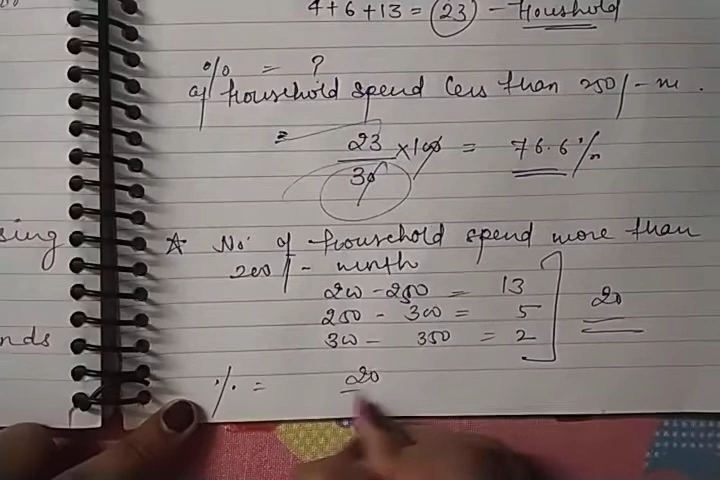 4+6+13 = 23 - Household
% = ?
of household spend less than 250/- m.
= 23/30 ×100 = 76.6%
sing
☆ No. of household spend more than
200/- month
200-250 = 13
250 - 300 = 5
300 - 350 = 2
20
nds
% = 20